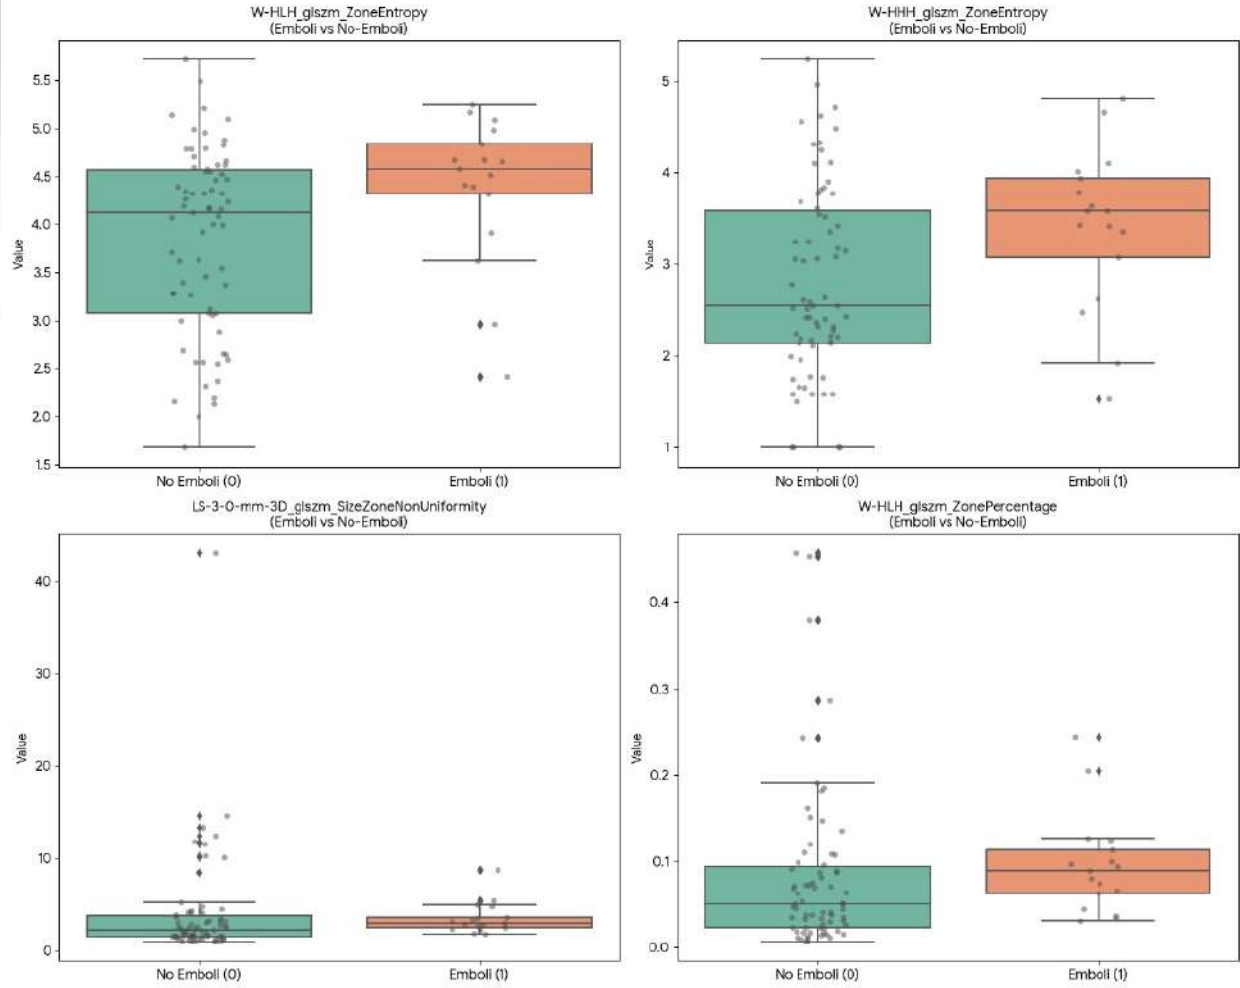 W-HLH_glszm_ZoneEntropy
(Emboli vs No-Emboli)
Value
5.5
5.0
4.5
4.0
3.5
3.0
2.5
2.0
1.5
No Emboli (0)
Emboli (1)
W-HHH_glszm_ZoneEntropy
(Emboli vs No-Emboli)
Value
5
4
3
2
1
No Emboli (0)
Emboli (1)
LS-3-0-mm-3D_glszm_SizeZoneNonUniformity
(Emboli vs No-Emboli)
Value
40
30
20
10
0
No Emboli (0)
Emboli (1)
W-HLH_glszm_ZonePercentage
(Emboli vs No-Emboli)
Value
0.4
0.3
0.2
0.1
0.0
No Emboli (0)
Emboli (1)